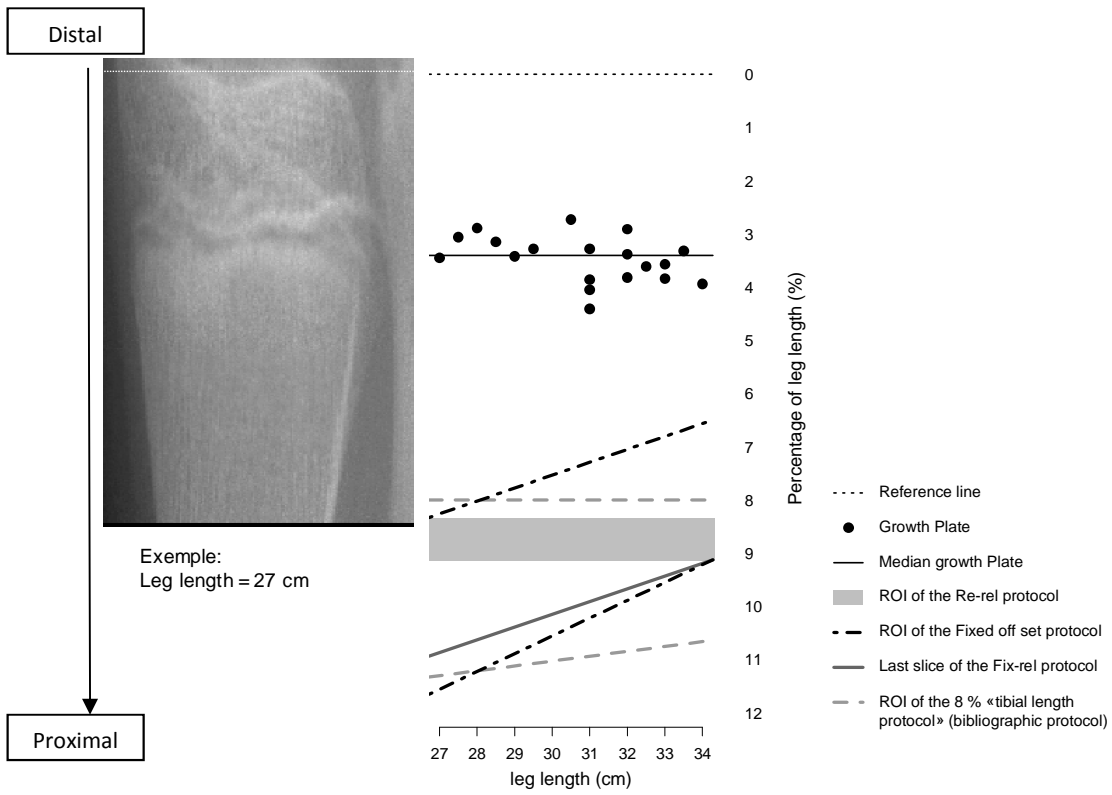 Distal
Proximal
Exemple:
Leg length = 27 cm
0
1
2
3
4
5
6
7
8
9
10
11
12
Percentage of leg length (%)
27 28 29 30 31 32 33 34
leg length (cm)
Reference line
Growth Plate
Median growth Plate
ROI of the Re-rel protocol
ROI of the Fixed off set protocol
Last slice of the Fix-rel protocol
ROI of the 8 % «tibial length
protocol» (bibliographic protocol)